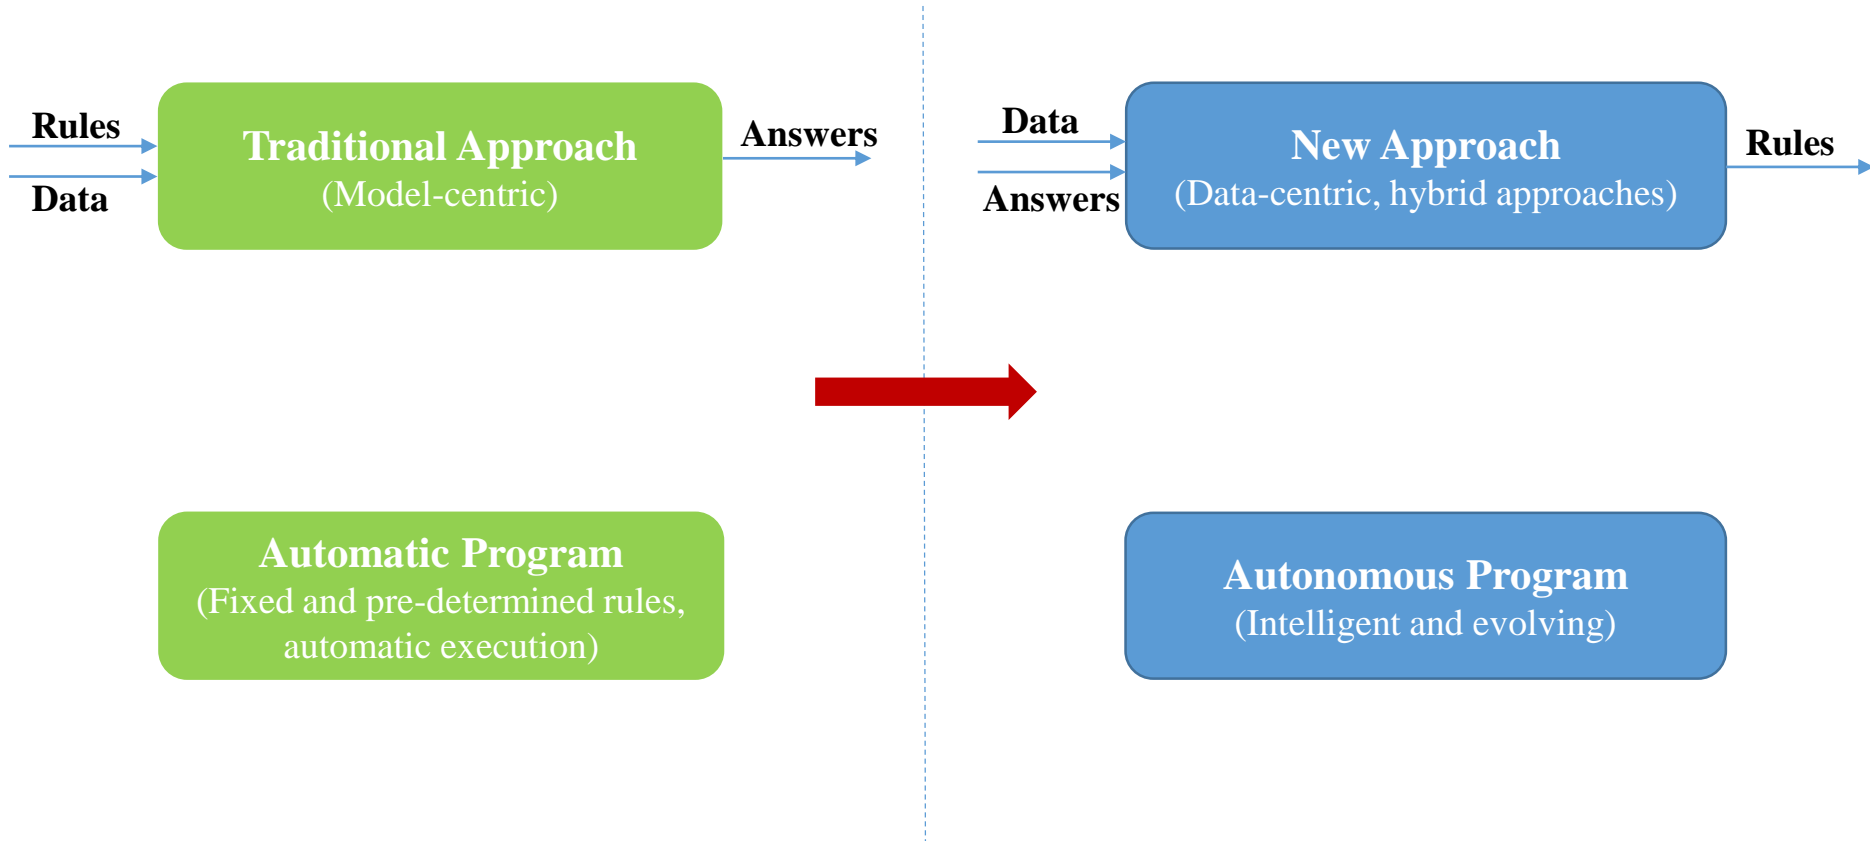 Rules
Data
Traditional Approach
(Model-centric)
Answers
Data
Answers
New Approach
(Data-centric, hybrid approaches)
Rules
Automatic Program
(Fixed and pre-determined rules,
automatic execution)
Autonomous Program
(Intelligent and evolving)